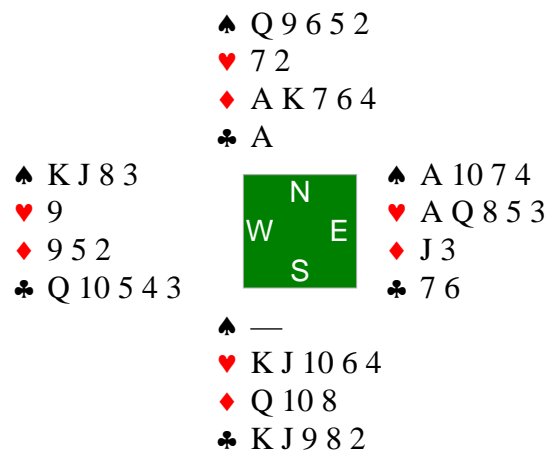 ♠ Q 9 6 5 2
♥ 7 2
♦ A K 7 6 4
♣ A
♠ K J 8 3
♥ 9
♦ 9 5 2
♣ Q 10 5 4 3
N
W E
S
♠ A 10 7 4
♥ A Q 8 5 3
♦ J 3
♣ 7 6
♠ —
♥ K J 10 6 4
♦ Q 10 8
♣ K J 9 8 2